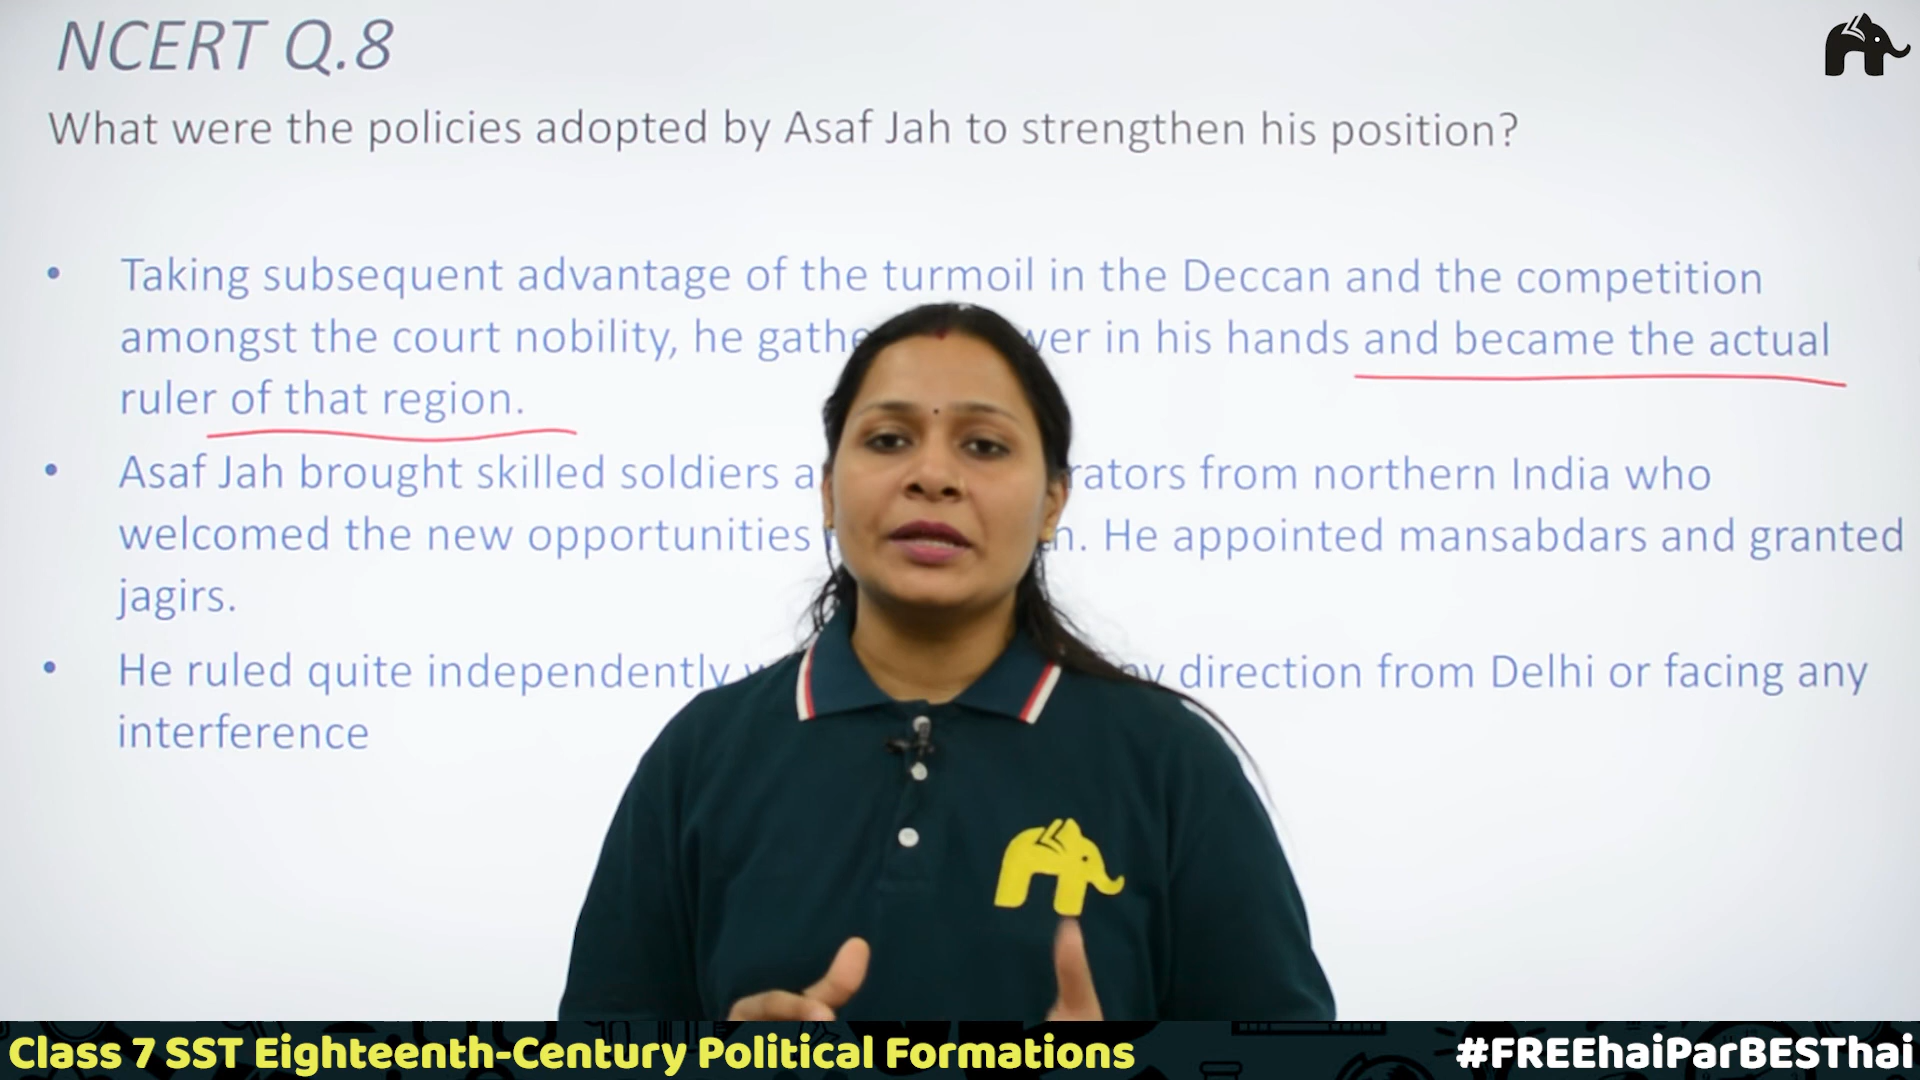 NCERT Q.8
What were the policies adopted by Asaf Jah to strengthen his position?
• Taking subsequent advantage of the turmoil in the Deccan and the competition
amongst the court nobility, he in his hands and became the actual
ruler of that region.
• Asaf Jah brought skilled soldiers from northern India who
welcomed the new opportunities He appointed mansabdars and granted
jagirs.
• He ruled quite independently direction from Delhi or facing any
interference
Class 7 SST Eighteenth-Century Political Formations
#FREEhaiParBESThai